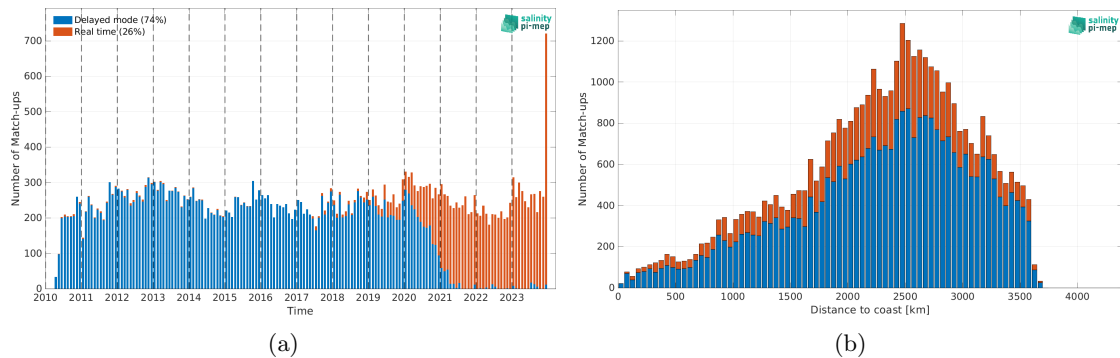 Delayed mode (74%)
Real time (26%)
salinity
pi-mep
Number of Match-ups
700
600
500
400
300
200
100
0
2010 2011 2012 2013 2014 2015 2016 2017 2018 2019 2020 2021 2022 2023
Time
(a)
salinity
pi-mep
Number of Match-ups
1200
1000
800
600
400
200
0
0 500 1000 1500 2000 2500 3000 3500 4000
Distance to coast [km]
(b)